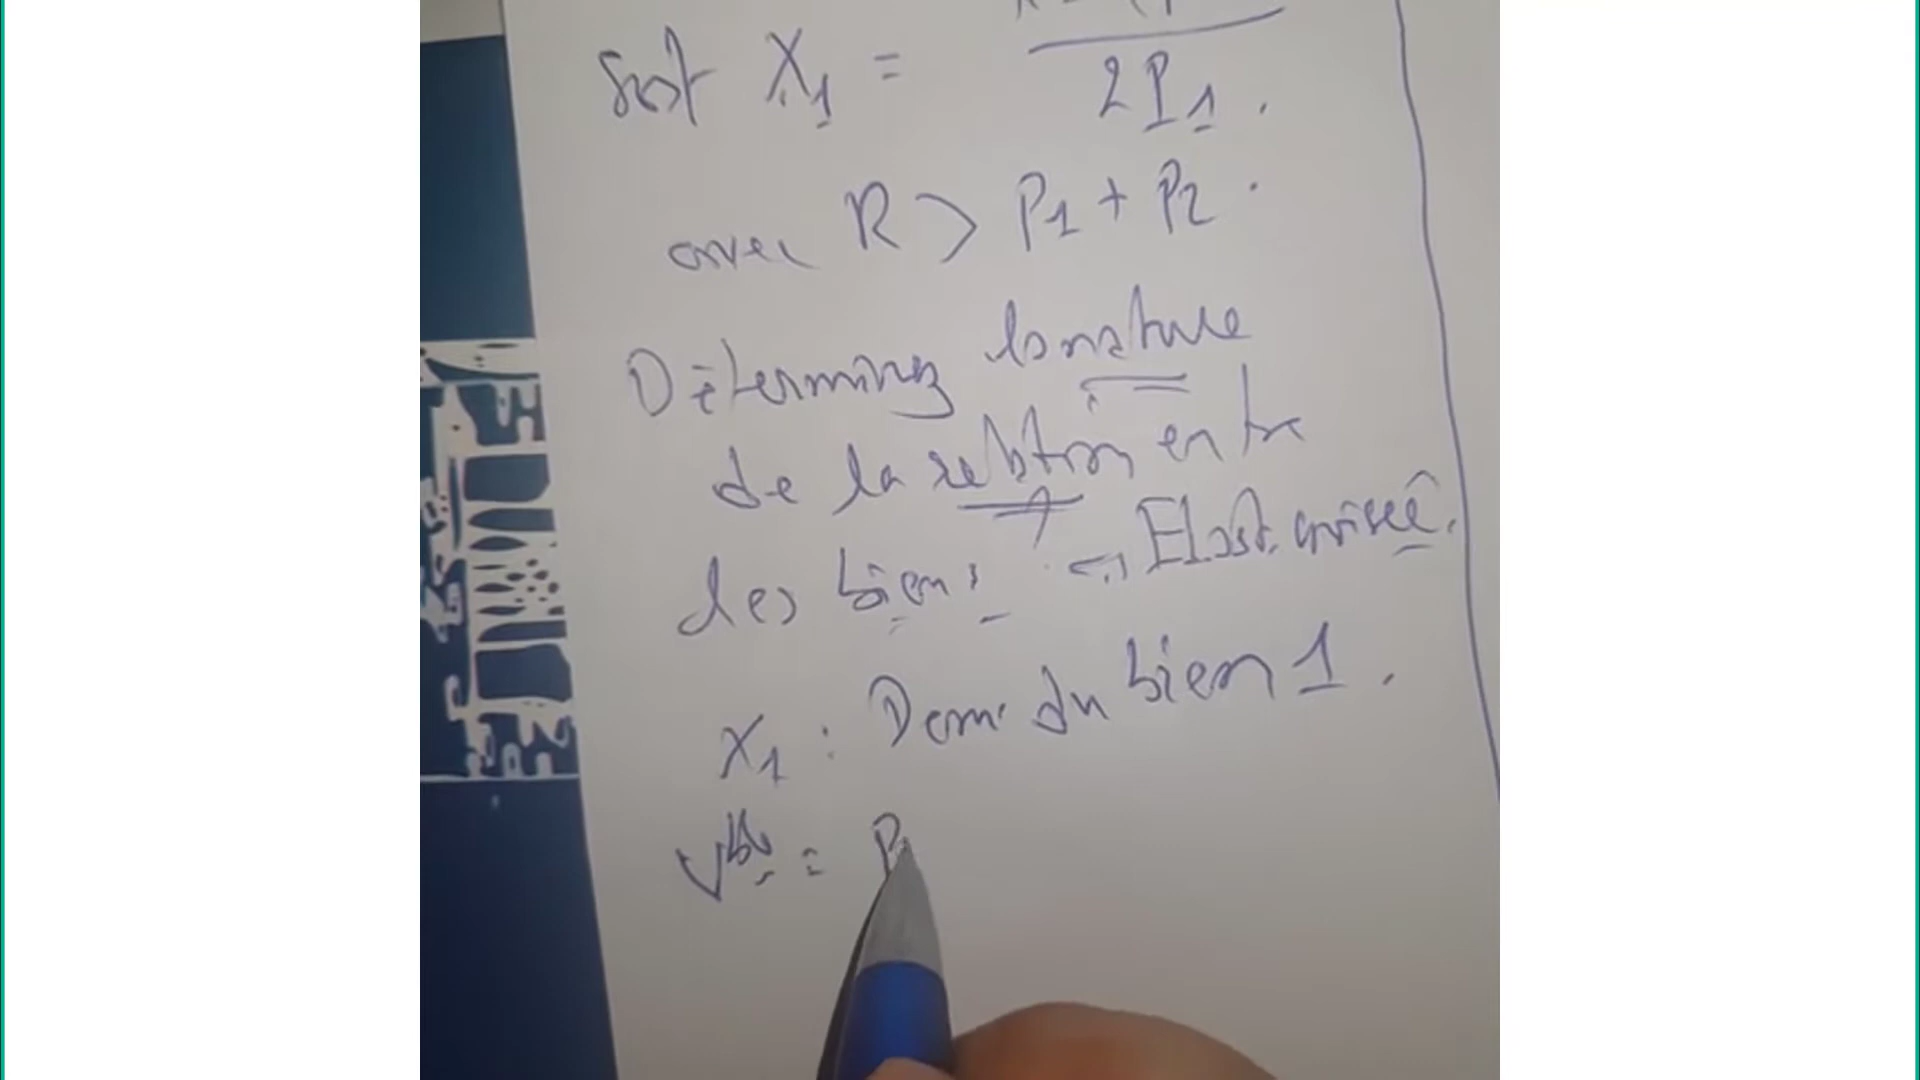 Soit X1 =
2P1.
avec R > P1 + P2.
Déterminez la nature
de la relation entre
des biens → Elast. croisée.
X1 : Dem. du bien 1.
Vble : P